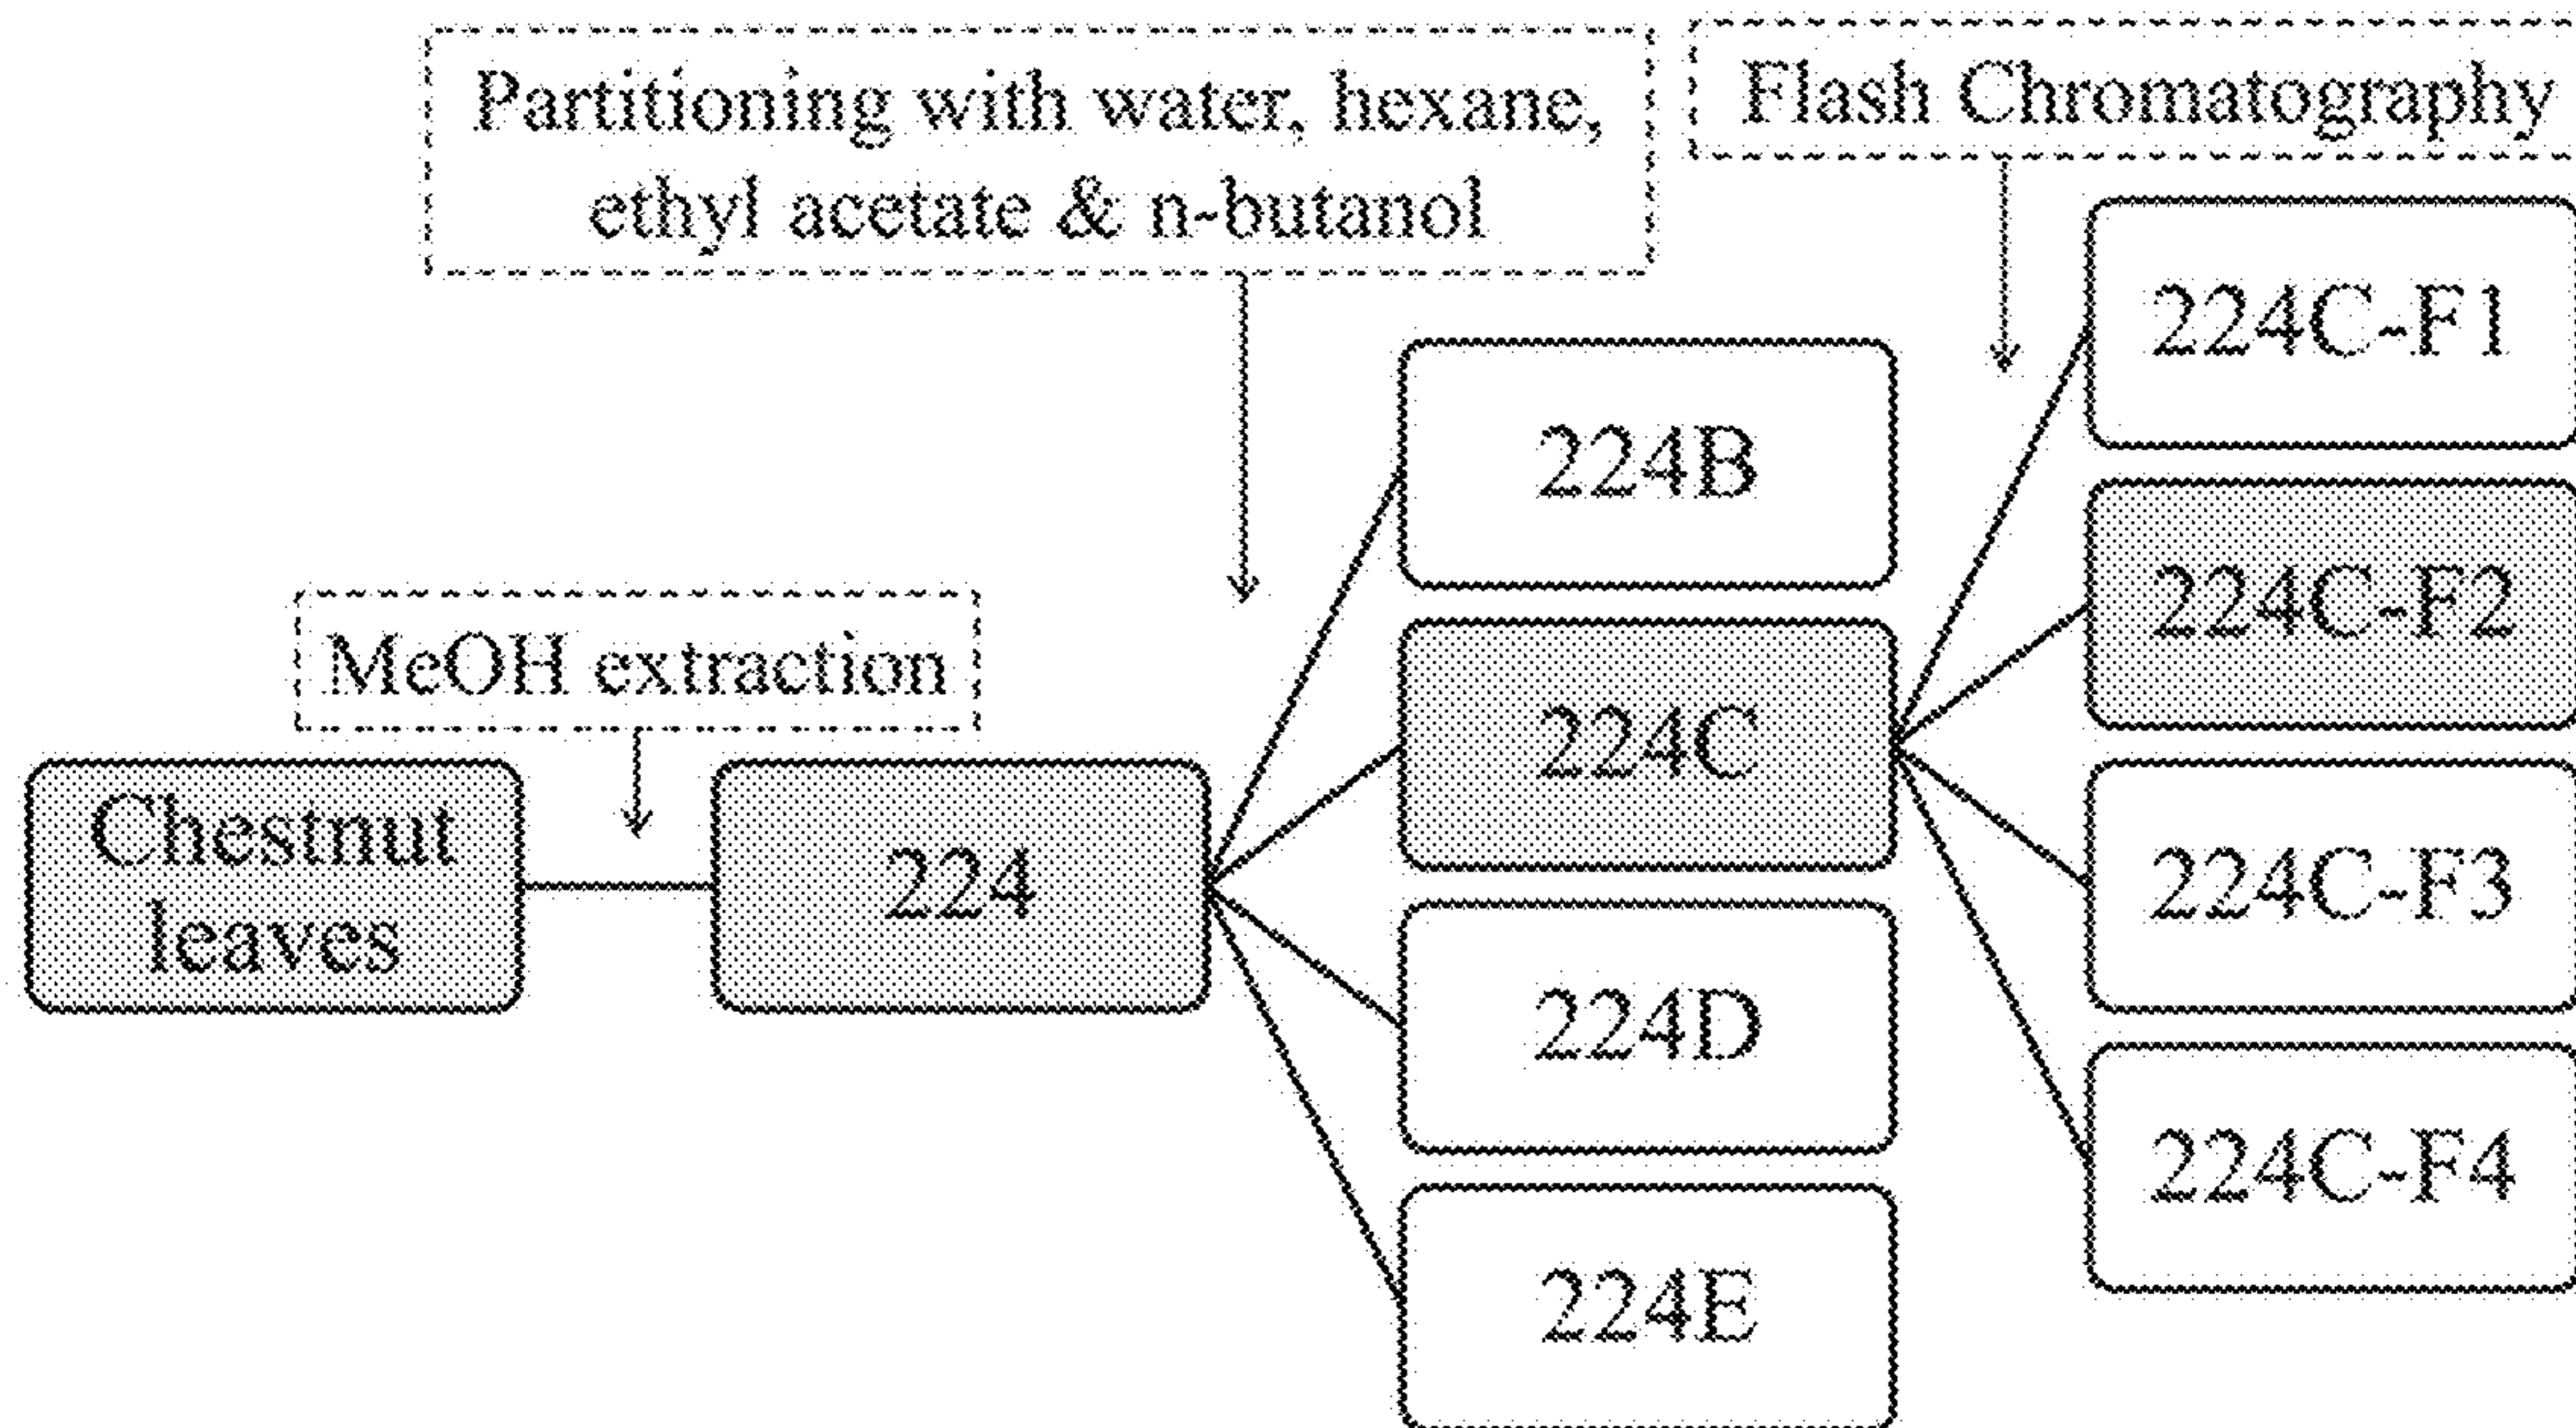 Partitioning with water, hexane,
ethyl acetate & n-butanol
Flash Chromatography
MeOH extraction
Chestnut
leaves
224
224B
224C
224D
224E
224C-F1
224C-F2
224C-F3
224C-F4